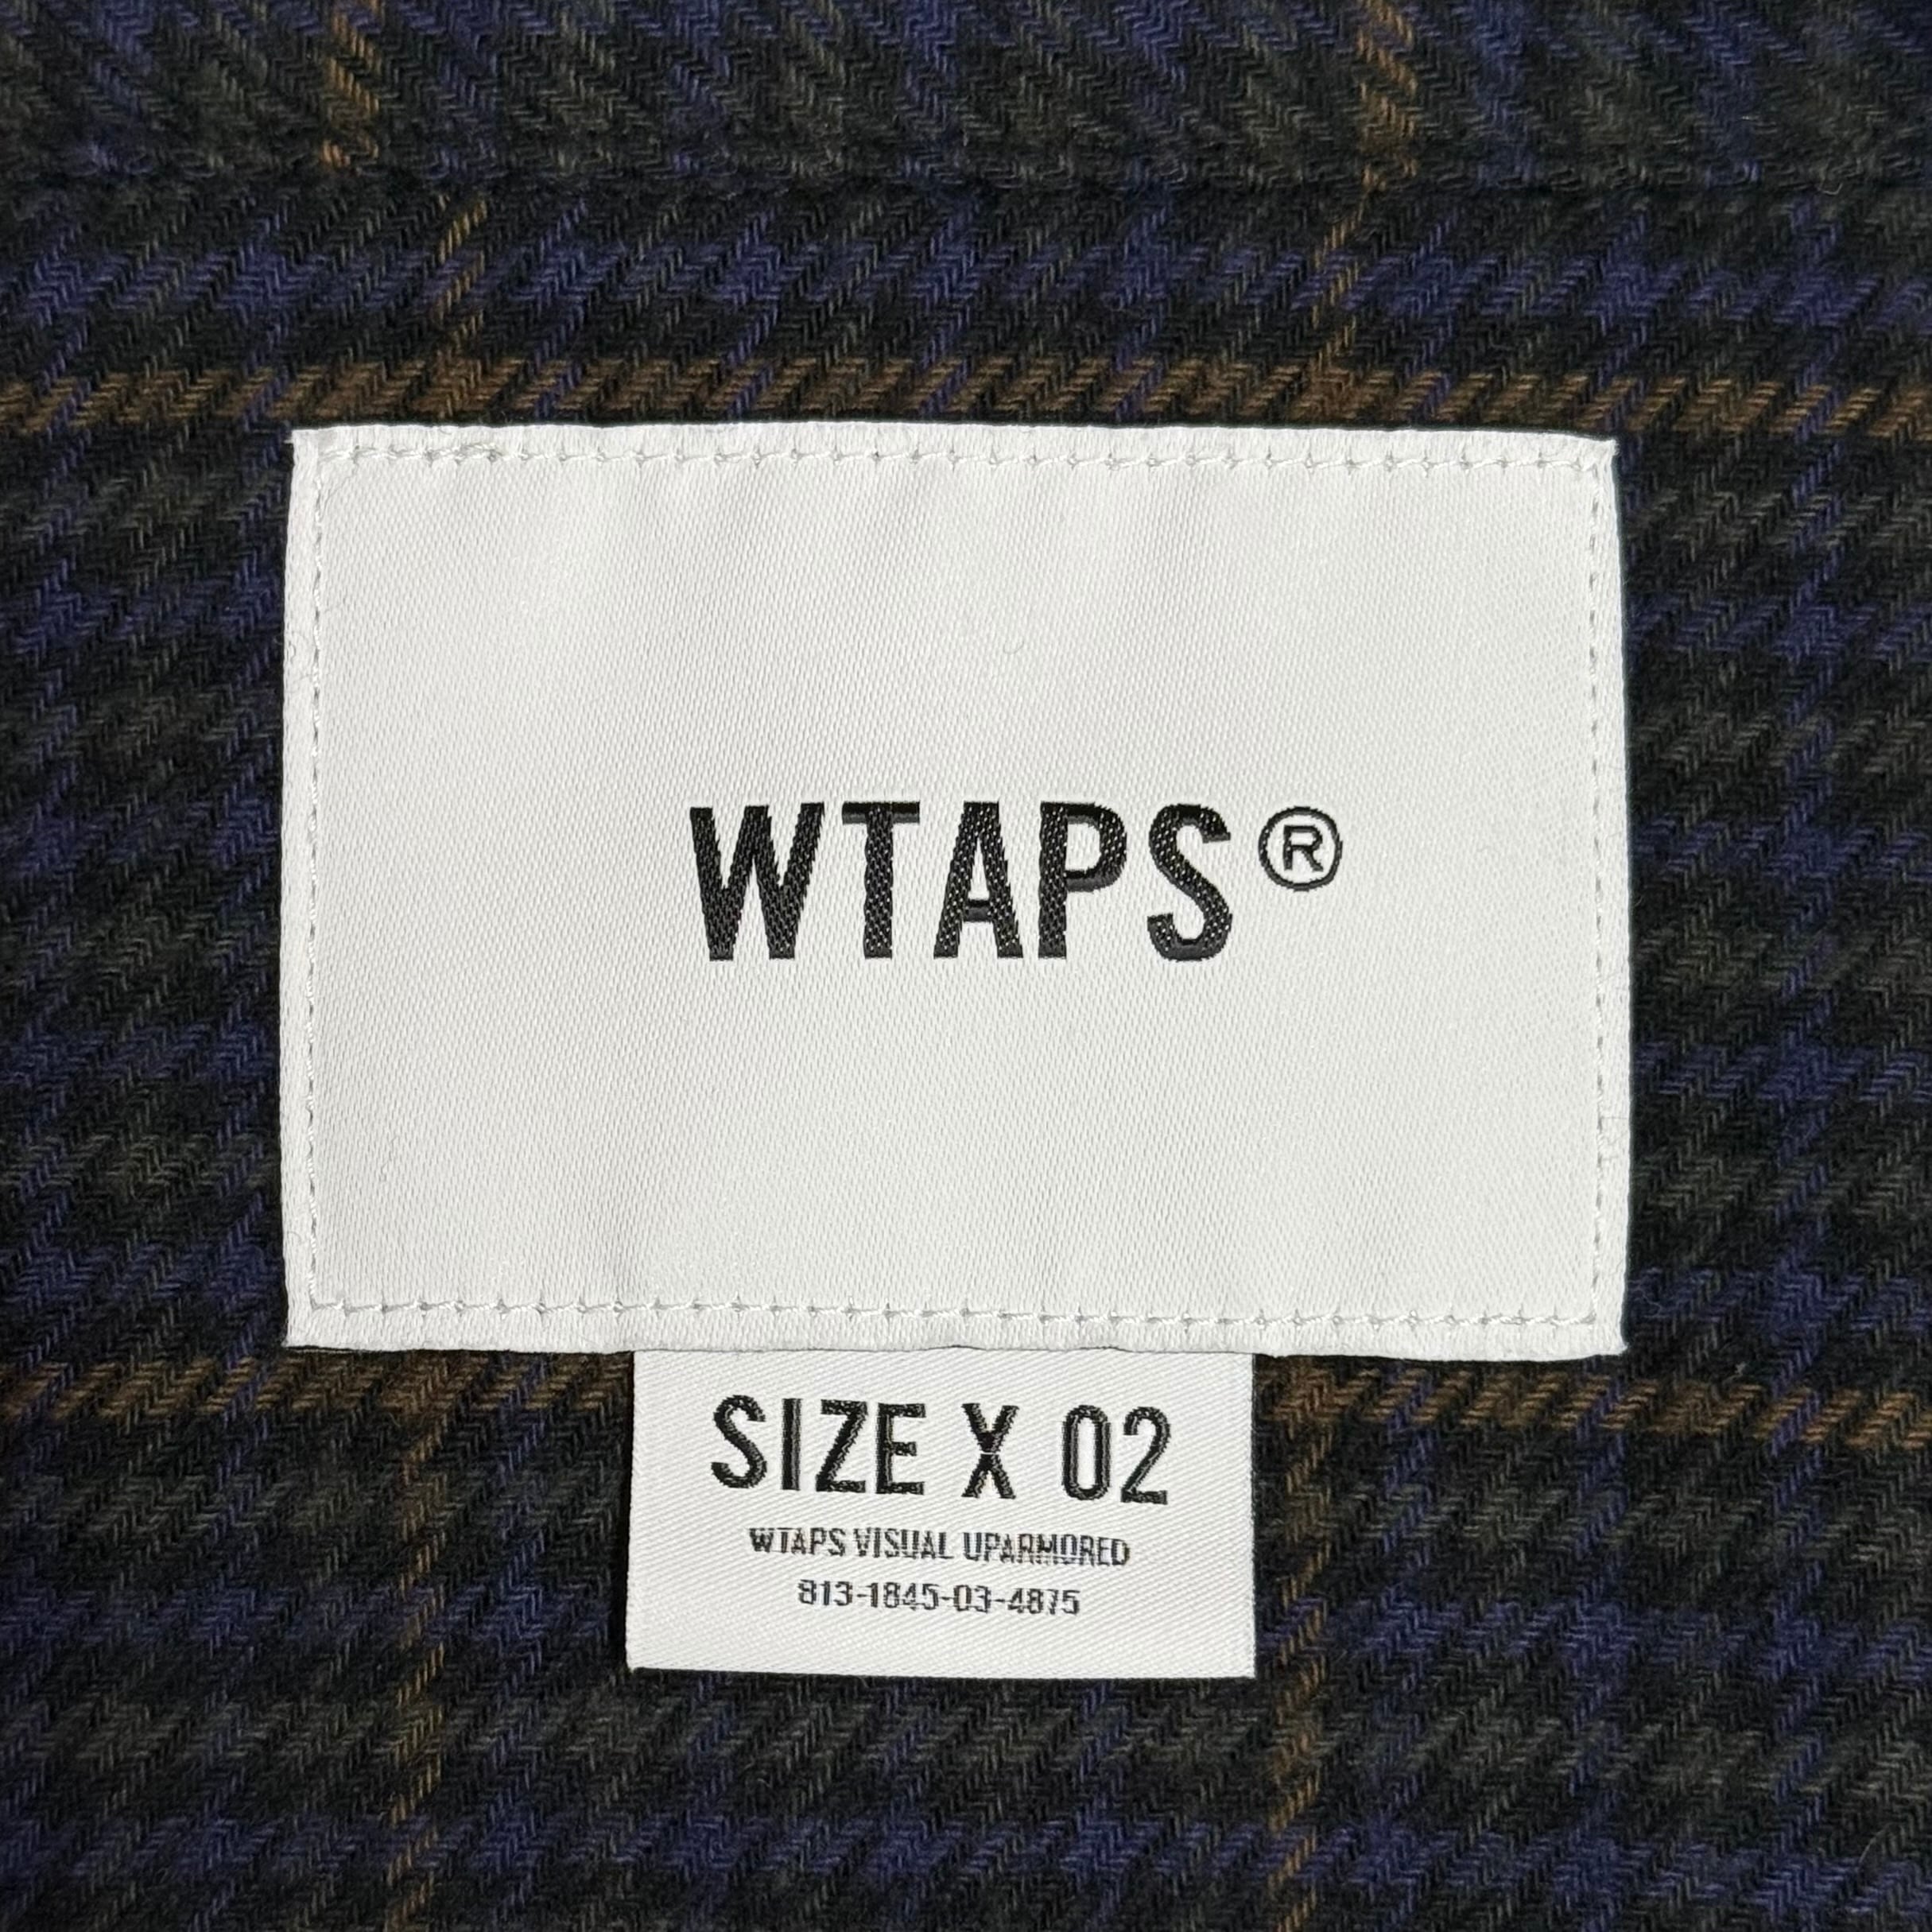 WTAPS®
SIZE X 02
WTAPS VISUAL UPARMORED
813-1845-03-4875